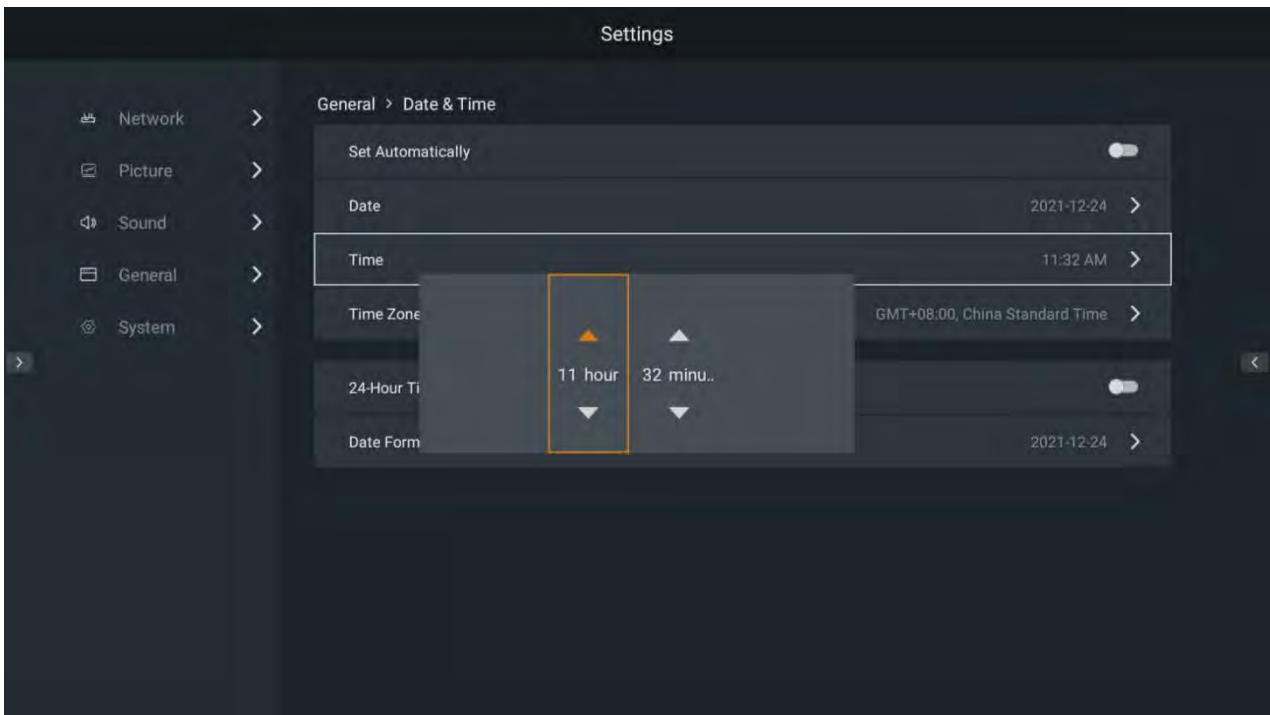 Settings
Network
Picture
Sound
General
System
General > Date & Time
Set Automatically
Date 2021-12-24
Time 11:32 AM
Time Zone GMT+08:00, China Standard Time
11 hour 32 minu..
24-Hour Ti
Date Form 2021-12-24